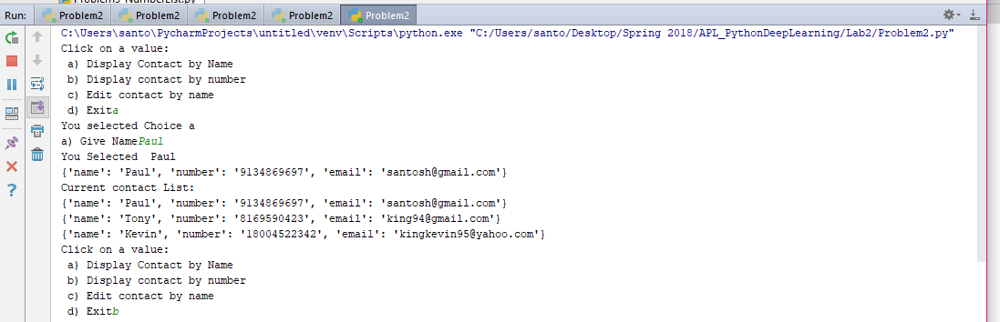 Run: Problem2 Problem2 Problem2 Problem2 Problem2
C:\Users\santo\PycharmProjects\untitled\venv\Scripts\python.exe "C:/Users/santo/Desktop/Spring 2018/APL_PythonDeepLearning/Lab2/Problem2.py"
Click on a value:
a) Display Contact by Name
b) Display contact by number
c) Edit contact by name
d) Exita
You selected Choice a
a) Give NamePaul
You Selected  Paul
{'name': 'Paul', 'number': '9134869697', 'email': 'santosh@gmail.com'}
Current contact List:
{'name': 'Paul', 'number': '9134869697', 'email': 'santosh@gmail.com'}
{'name': 'Tony', 'number': '8169590423', 'email': 'king94@gmail.com'}
{'name': 'Kevin', 'number': '18004522342', 'email': 'kingkevin95@yahoo.com'}
Click on a value:
a) Display Contact by Name
b) Display contact by number
c) Edit contact by name
d) Exitb